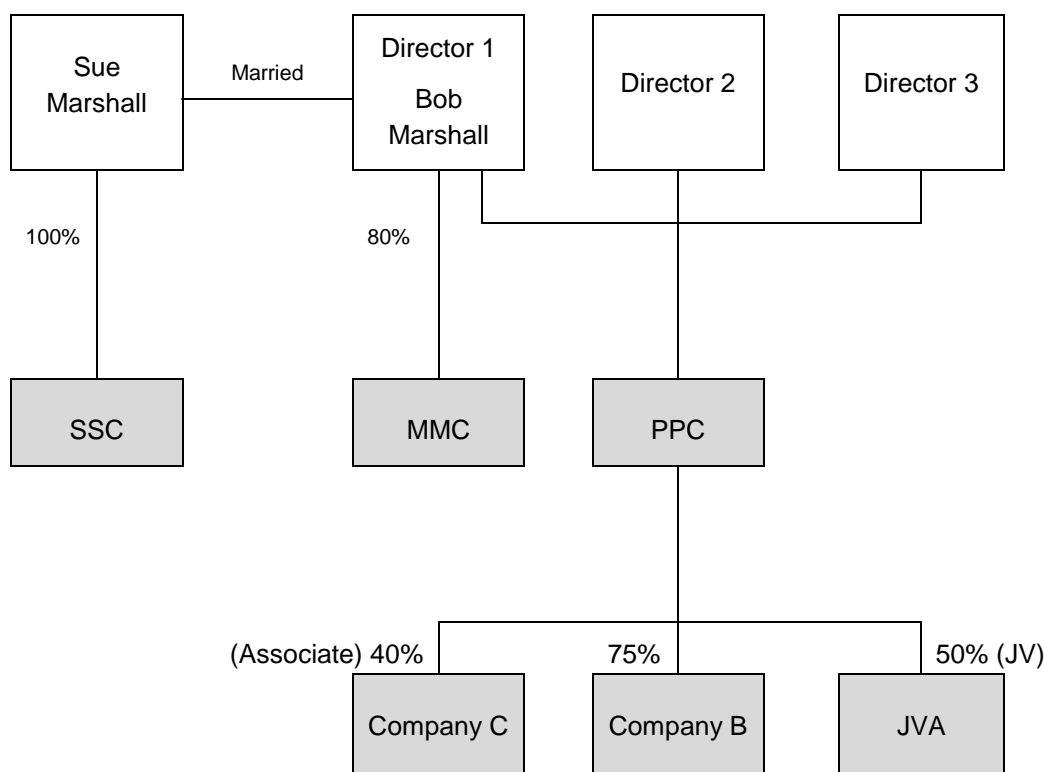 Sue
Marshall
Married
Director 1
Bob
Marshall
Director 2
Director 3
100%
80%
SSC
MMC
PPC
(Associate) 40%
75%
50% (JV)
Company C
Company B
JVA